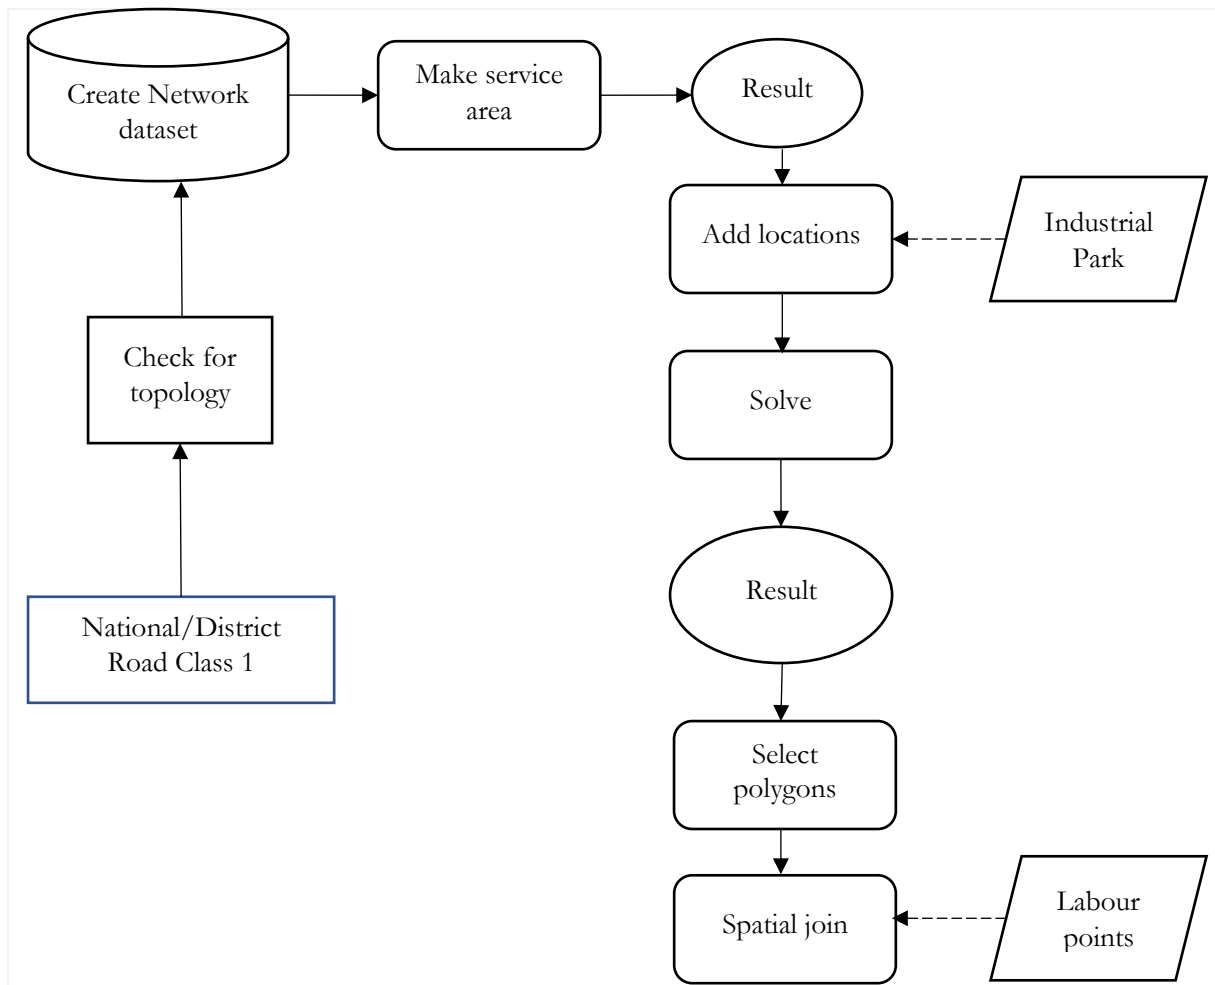 Create Network
dataset
Make service
area
Result
Add locations
Industrial
Park
Check for
topology
Solve
National/District
Road Class 1
Result
Select
polygons
Spatial join
Labour
points